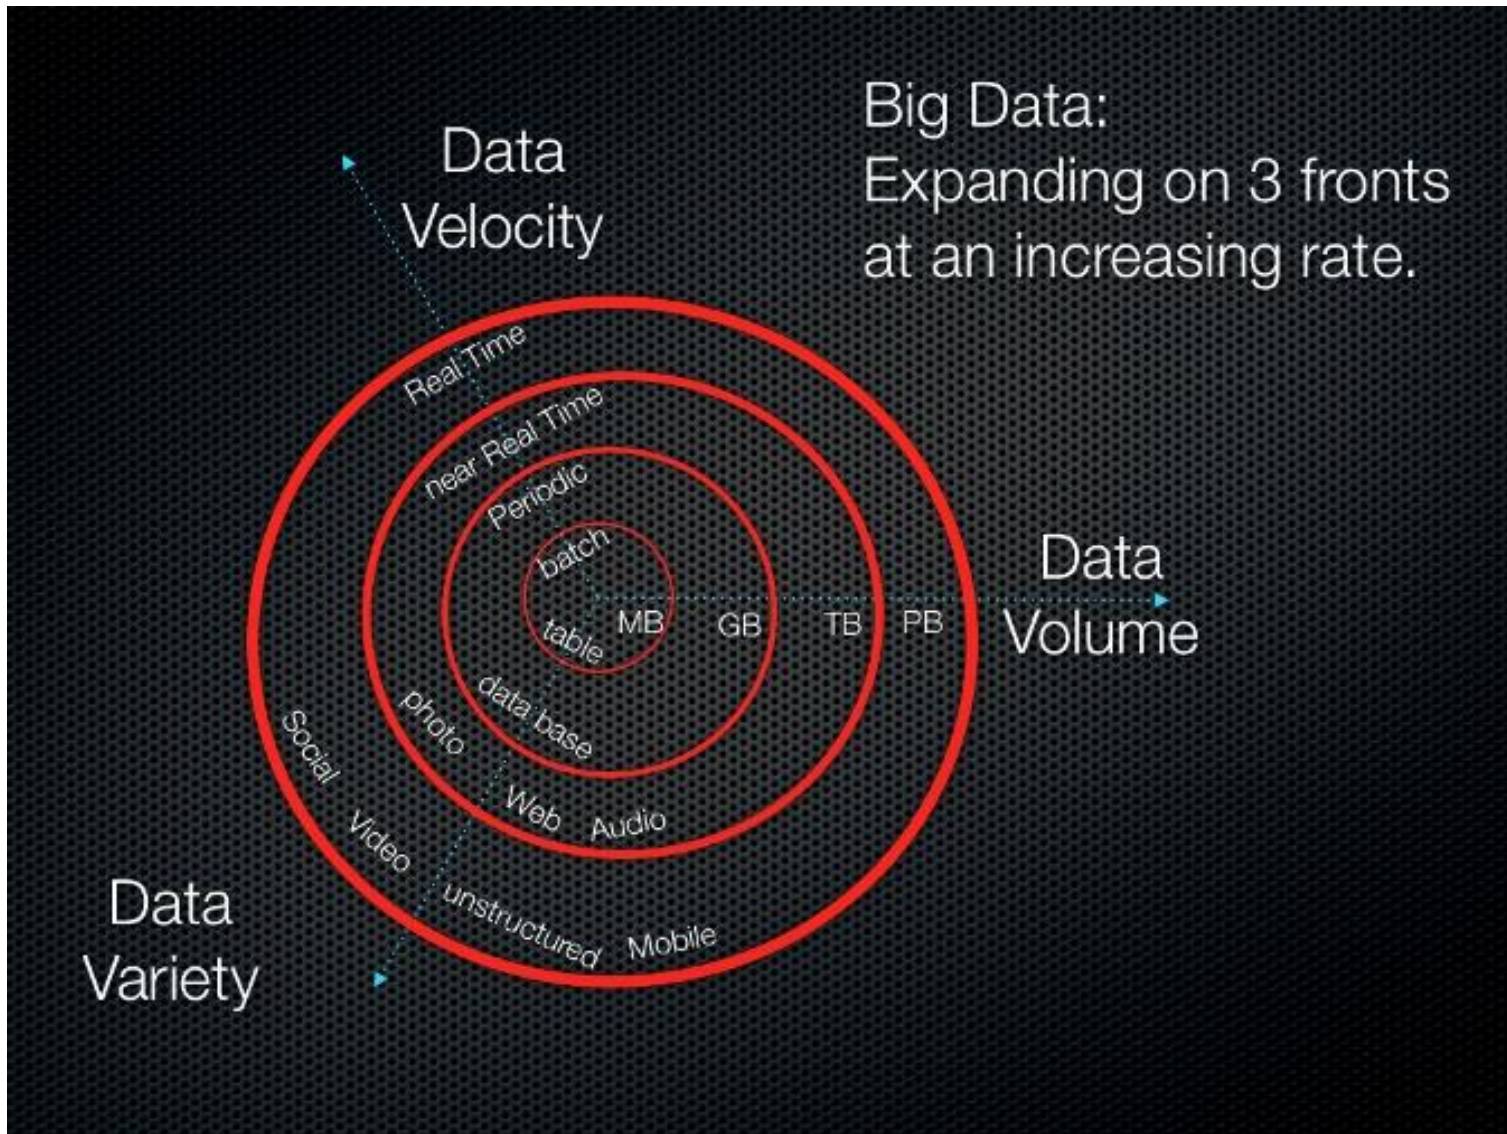 Big Data:
Expanding on 3 fronts
at an increasing rate.
Data
Velocity
Real Time
near Real Time
Periodic
batch
table
MB GB TB PB
Data
Volume
data base
photo
Web
Audio
Social
Video
unstructured
Mobile
Data
Variety